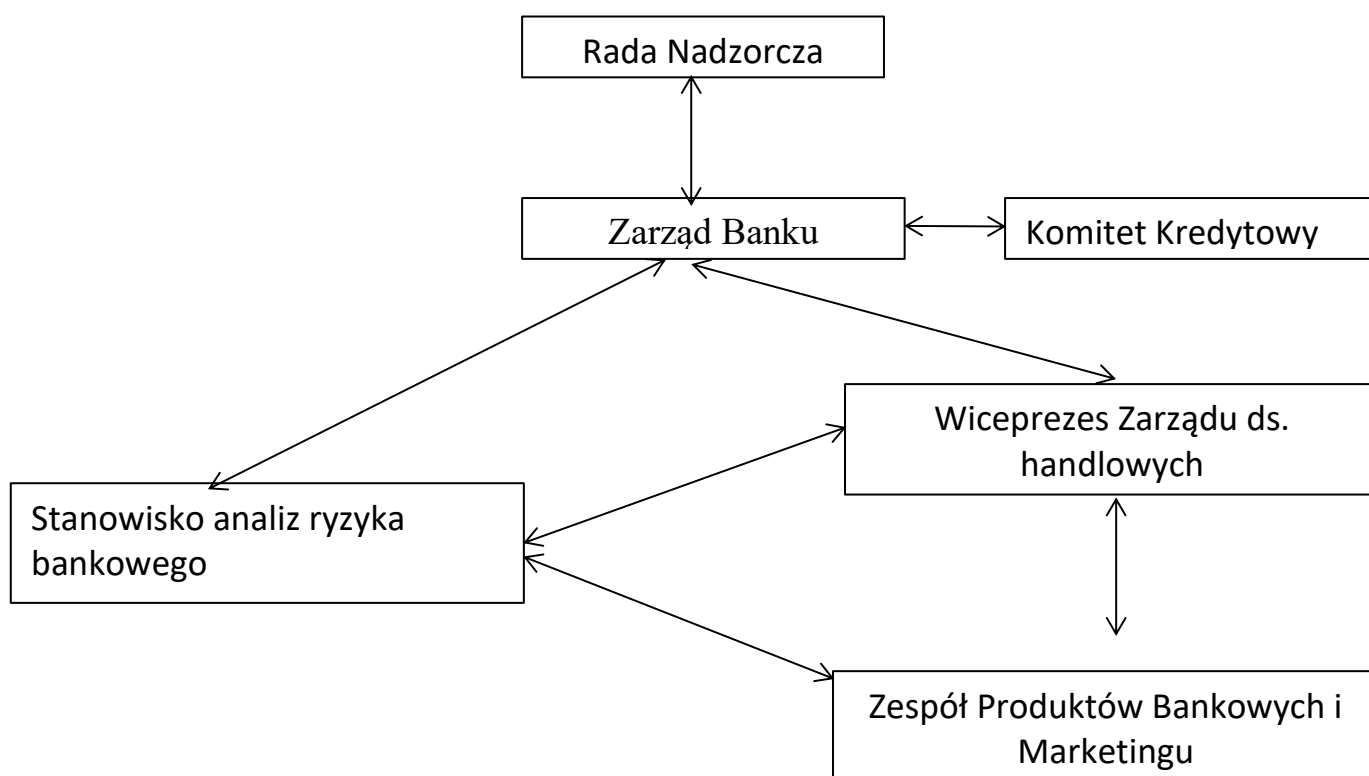 Rada Nadzorcza
Zarząd Banku
Komitet Kredytowy
Wiceprezes Zarządu ds.
handlowych
Stanowisko analiz ryzyka
bankowego
Zespół Produktów Bankowych i
Marketingu